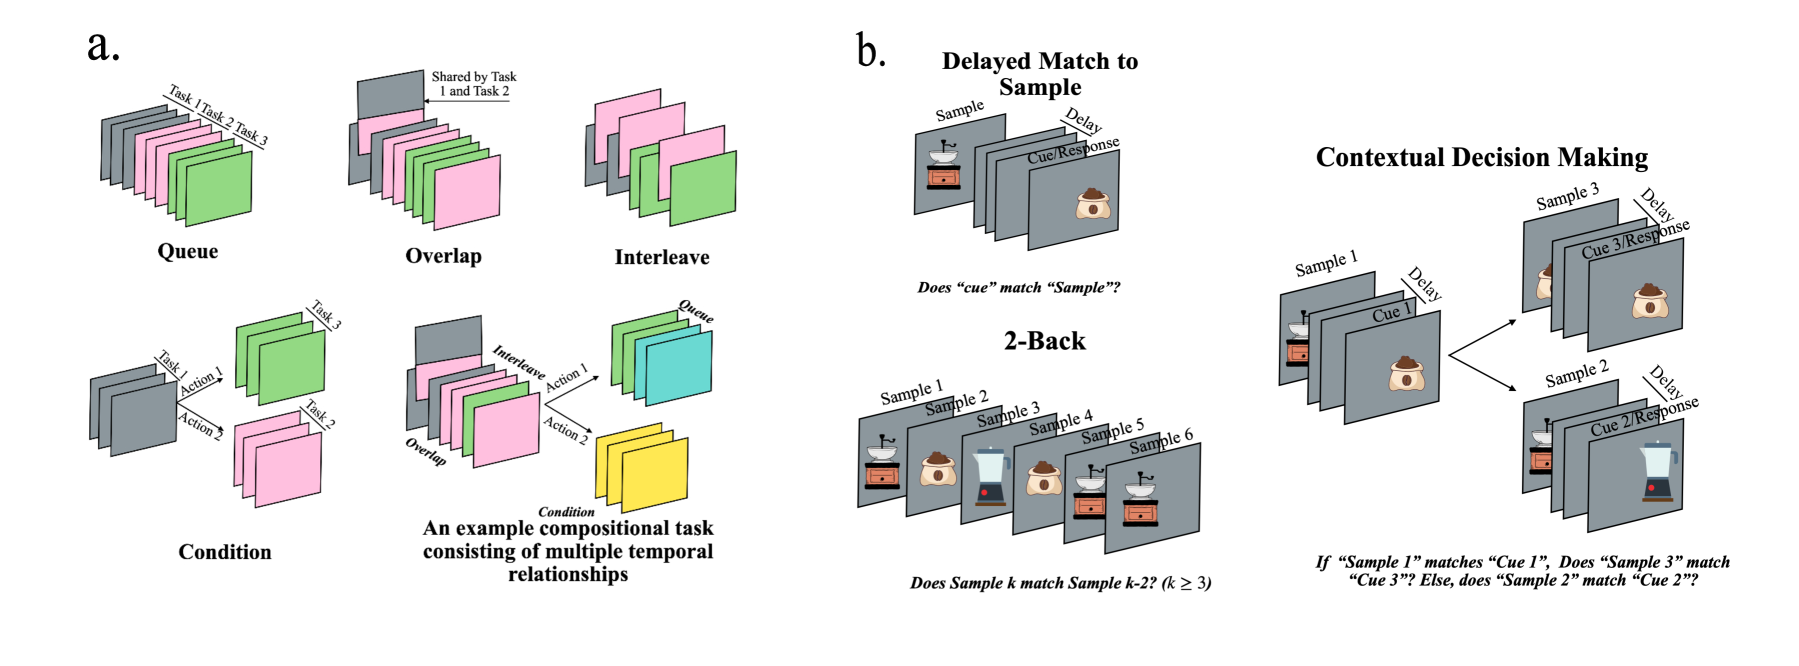 a.
Task 1
Task 2
Task 3
Queue
Shared by Task
1 and Task 2
Overlap
Interleave
Task 1
Action 1
Action 2
Task 3
Task 2
Condition
Overlap
Interleave
Action 1
Action 2
Queue
Condition
An example compositional task
consisting of multiple temporal
relationships
b.
Delayed Match to
Sample
Sample
Delay
Cue/Response
Does “cue” match “Sample”?
2-Back
Sample 1
Sample 2
Sample 3
Sample 4
Sample 5
Sample 6
Does Sample k match Sample k-2? (k ≥ 3)
Contextual Decision Making
Sample 1
Delay
Cue 1
Sample 3
Delay
Cue 3/Response
Sample 2
Delay
Cue 2/Response
If “Sample 1” matches “Cue 1”, Does “Sample 3” match
“Cue 3”? Else, does “Sample 2” match “Cue 2”?